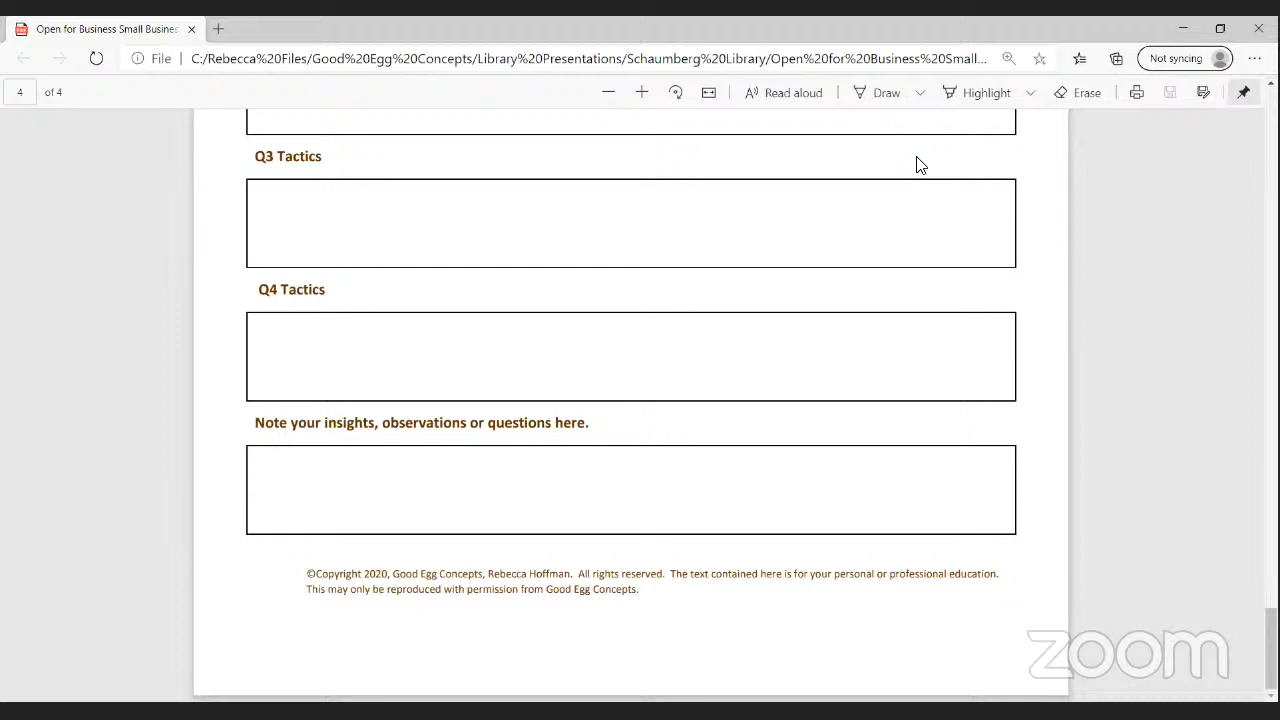 Open for Business Small Busines
File
C:/Rebecca%20Files/Good%20Egg%20Concepts/Library%20Presentations/Schaumberg%20Library/Open%20for%20Business%20Small...
Not syncing
4 of 4
Read aloud
Draw
Highlight
Erase
Q3 Tactics
Q4 Tactics
Note your insights, observations or questions here.
©Copyright 2020, Good Egg Concepts, Rebecca Hoffman. All rights reserved. The text contained here is for your personal or professional education.
This may only be reproduced with permission from Good Egg Concepts.
zoom